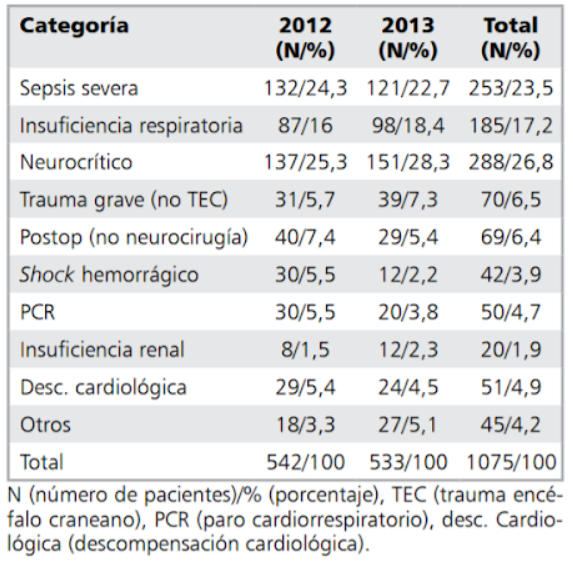 Categoría 2012 (N/%) 2013 (N/%) Total (N/%)
Sepsis severa 132/24,3 121/22,7 253/23,5
Insuficiencia respiratoria 87/16 98/18,4 185/17,2
Neurocrítico 137/25,3 151/28,3 288/26,8
Trauma grave (no TEC) 31/5,7 39/7,3 70/6,5
Postop (no neurocirugía) 40/7,4 29/5,4 69/6,4
Shock hemorrágico 30/5,5 12/2,2 42/3,9
PCR 30/5,5 20/3,8 50/4,7
Insuficiencia renal 8/1,5 12/2,3 20/1,9
Desc. cardiológica 29/5,4 24/4,5 51/4,9
Otros 18/3,3 27/5,1 45/4,2
Total 542/100 533/100 1075/100
N (número de pacientes)/% (porcentaje), TEC (trauma encé-
falo craneano), PCR (paro cardiorrespiratorio), desc. Cardio-
lógica (descompensación cardiológica).